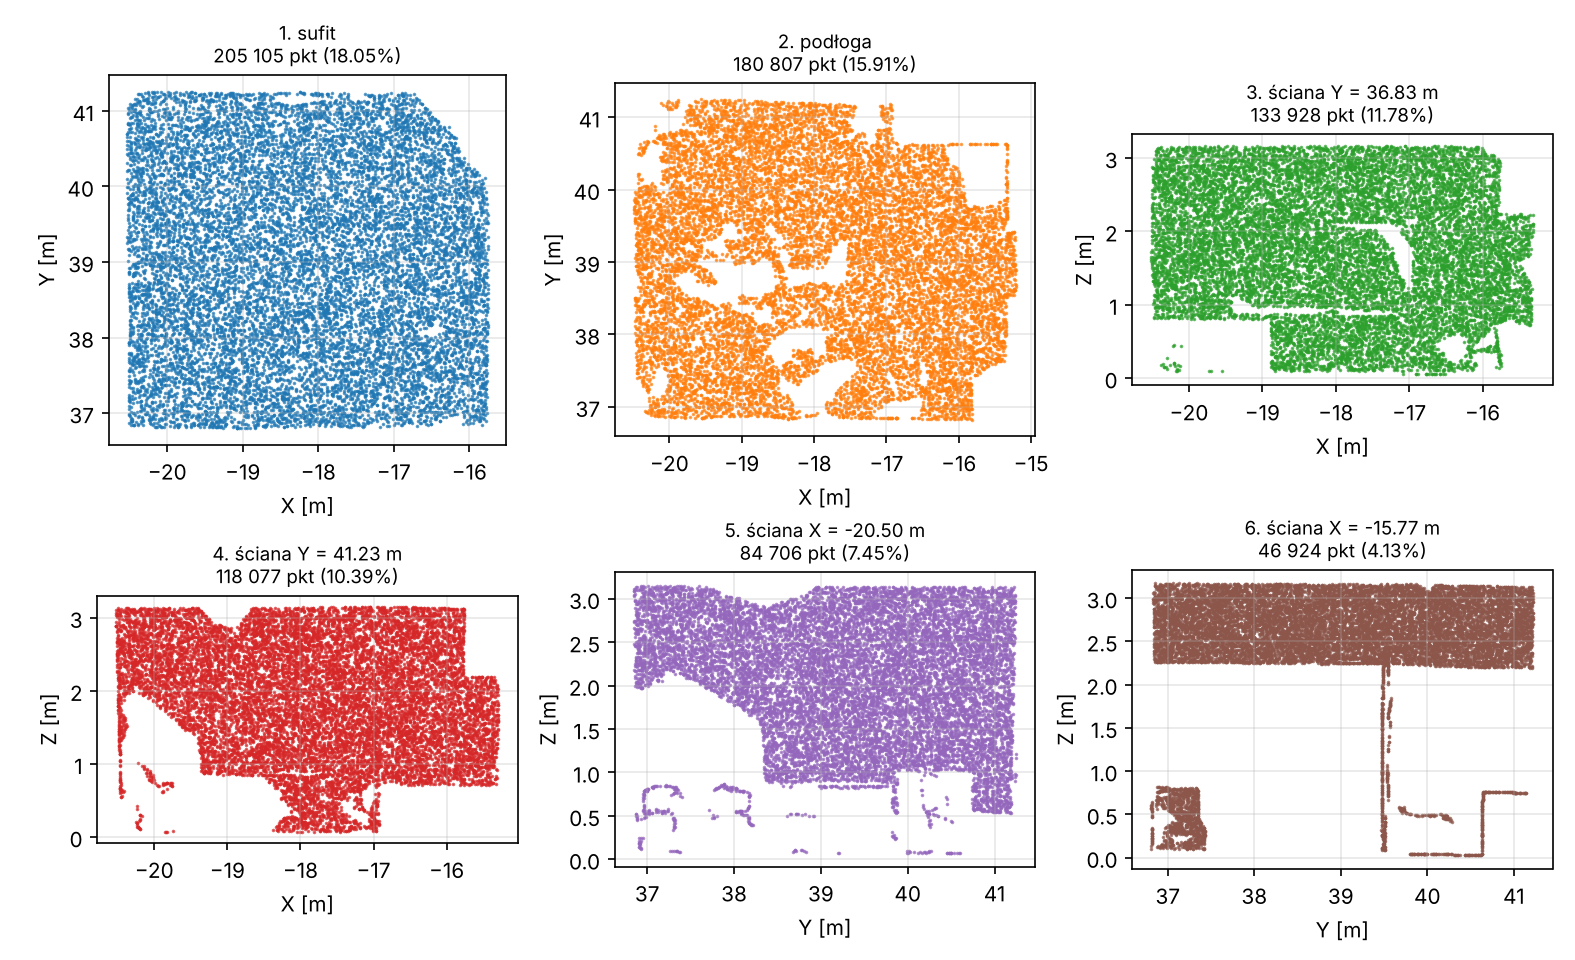 1. sufit
205 105 pkt (18.05%)
41
40
39
38
37
Y [m]
−20
−19
−18
−17
−16
X [m]
2. podłoga
180 807 pkt (15.91%)
41
40
39
38
37
Y [m]
−20
−19
−18
−17
−16
−15
X [m]
3. ściana Y = 36.83 m
133 928 pkt (11.78%)
3
2
1
0
Z [m]
−20
−19
−18
−17
−16
X [m]
4. ściana Y = 41.23 m
118 077 pkt (10.39%)
3
2
1
0
Z [m]
−20
−19
−18
−17
−16
X [m]
5. ściana X = -20.50 m
84 706 pkt (7.45%)
3.0
2.5
2.0
1.5
1.0
0.5
0.0
Z [m]
37
38
39
40
41
Y [m]
6. ściana X = -15.77 m
46 924 pkt (4.13%)
3.0
2.5
2.0
1.5
1.0
0.5
0.0
Z [m]
37
38
39
40
41
Y [m]